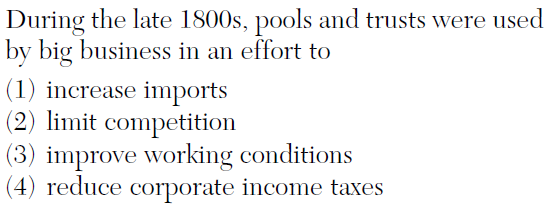 During the late 1800s, pools and trusts were used
by big business in an effort to
(1) increase imports
(2) limit competition
(3) improve working conditions
(4) reduce corporate income taxes